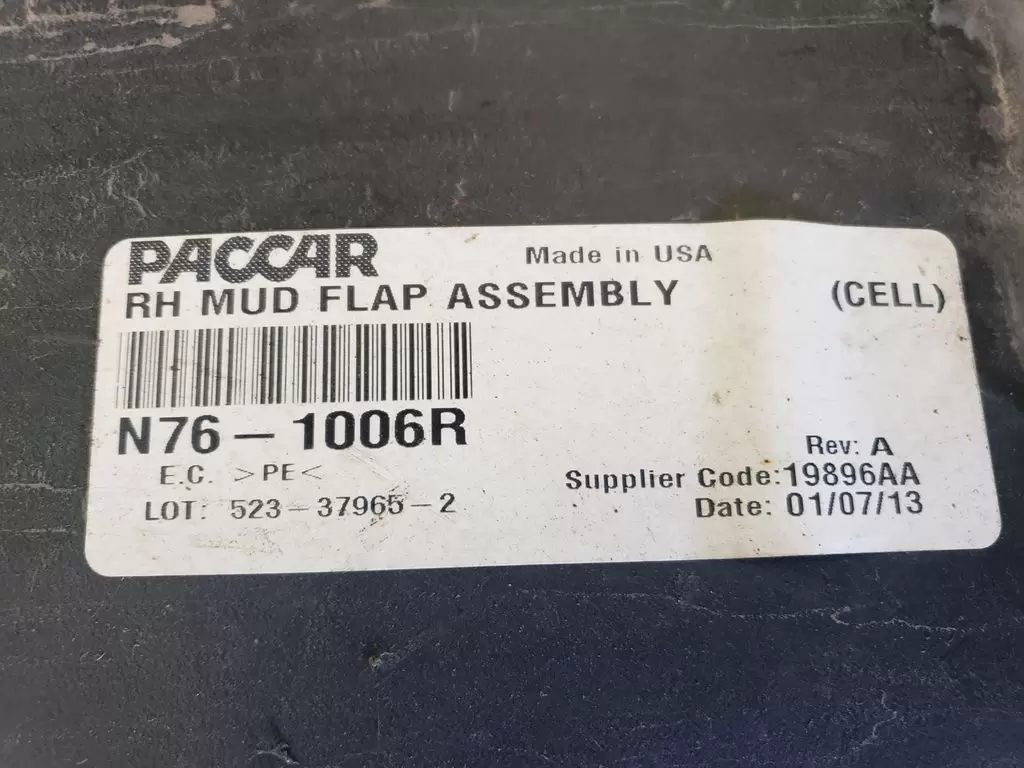 PACCAR Made in USA
RH MUD FLAP ASSEMBLY (CELL)
N76-1006R
Rev: A
E.C. >PE<
Supplier Code:19896AA
LOT: 523-37965-2
Date: 01/07/13